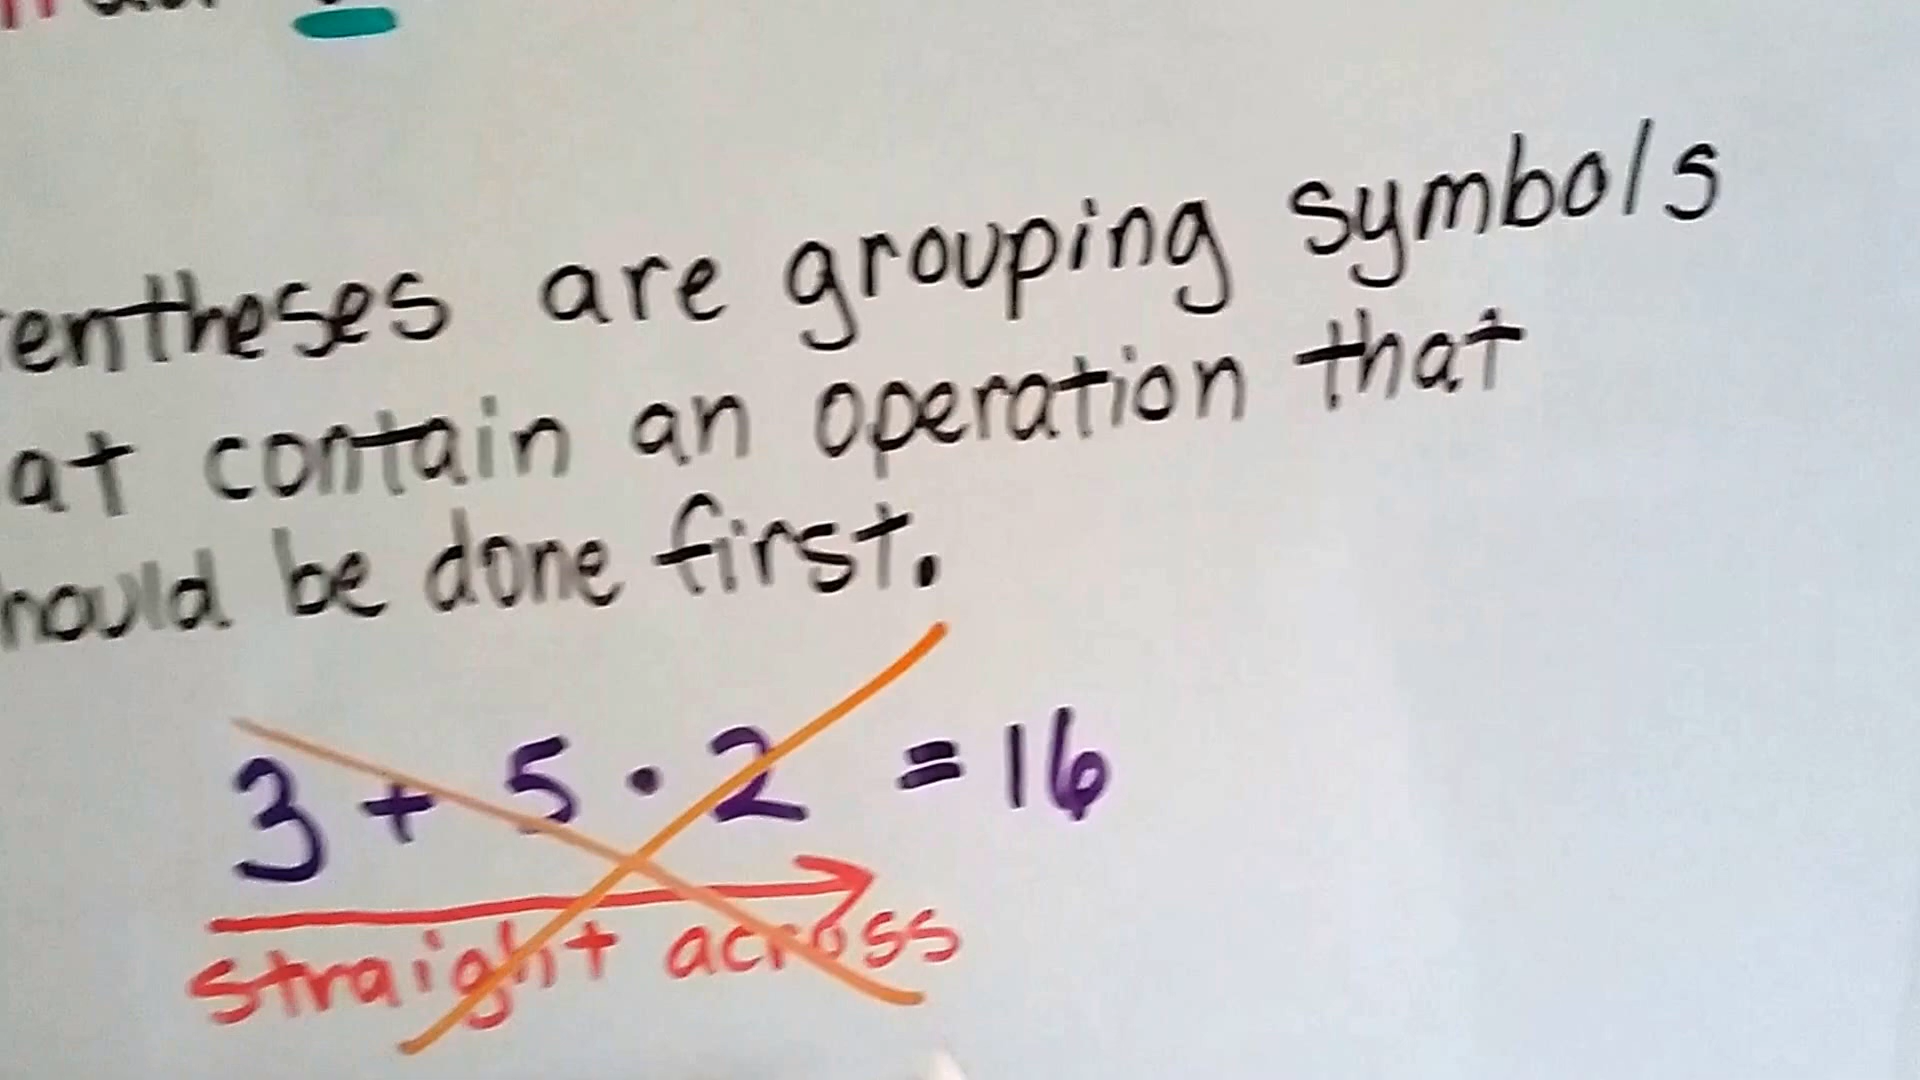 entheses are grouping symbols
at contain an operation that
hould be done first.
3 + 5 · 2 = 16
straight across